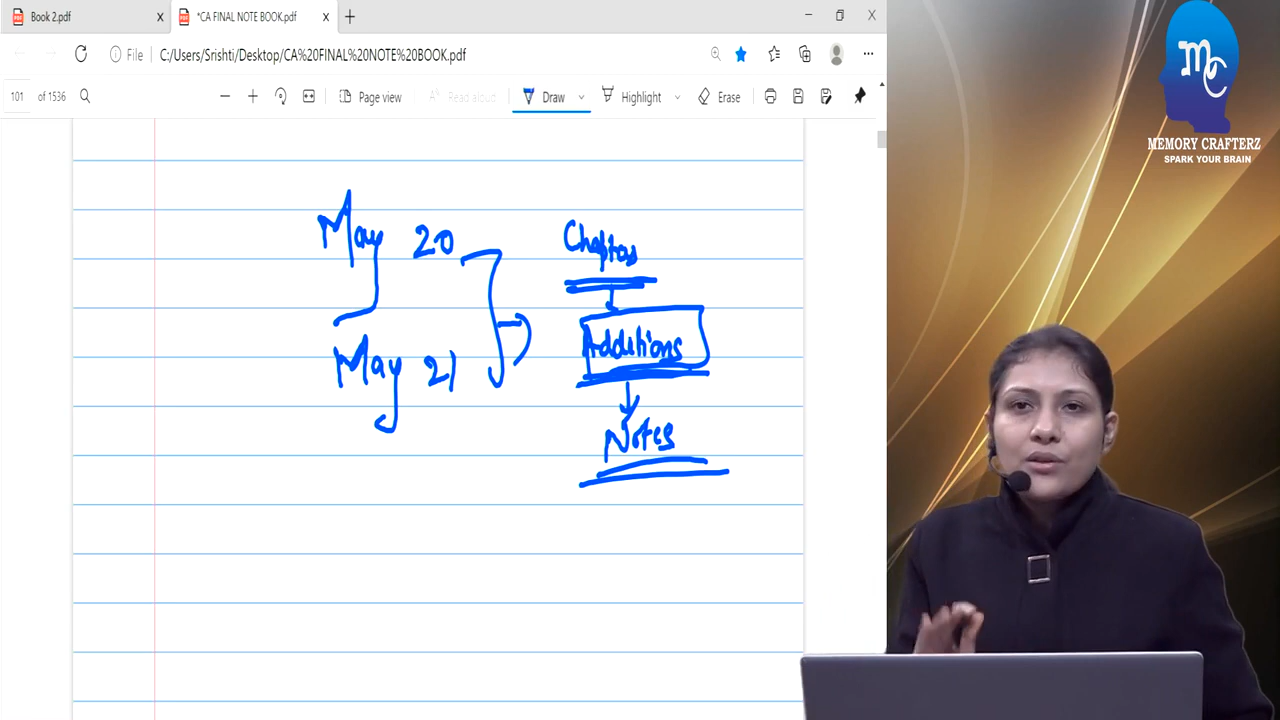 Book 2.pdf
*CA FINAL NOTE BOOK.pdf
File C:/Users/Srishti/Desktop/CA%20FINAL%20NOTE%20BOOK.pdf
101 of 1536 Page view Read aloud Draw Highlight Erase
May 20
May 21
Chapters
Additions
Notes
MC
MEMORY CRAFTERZ
SPARK YOUR BRAIN